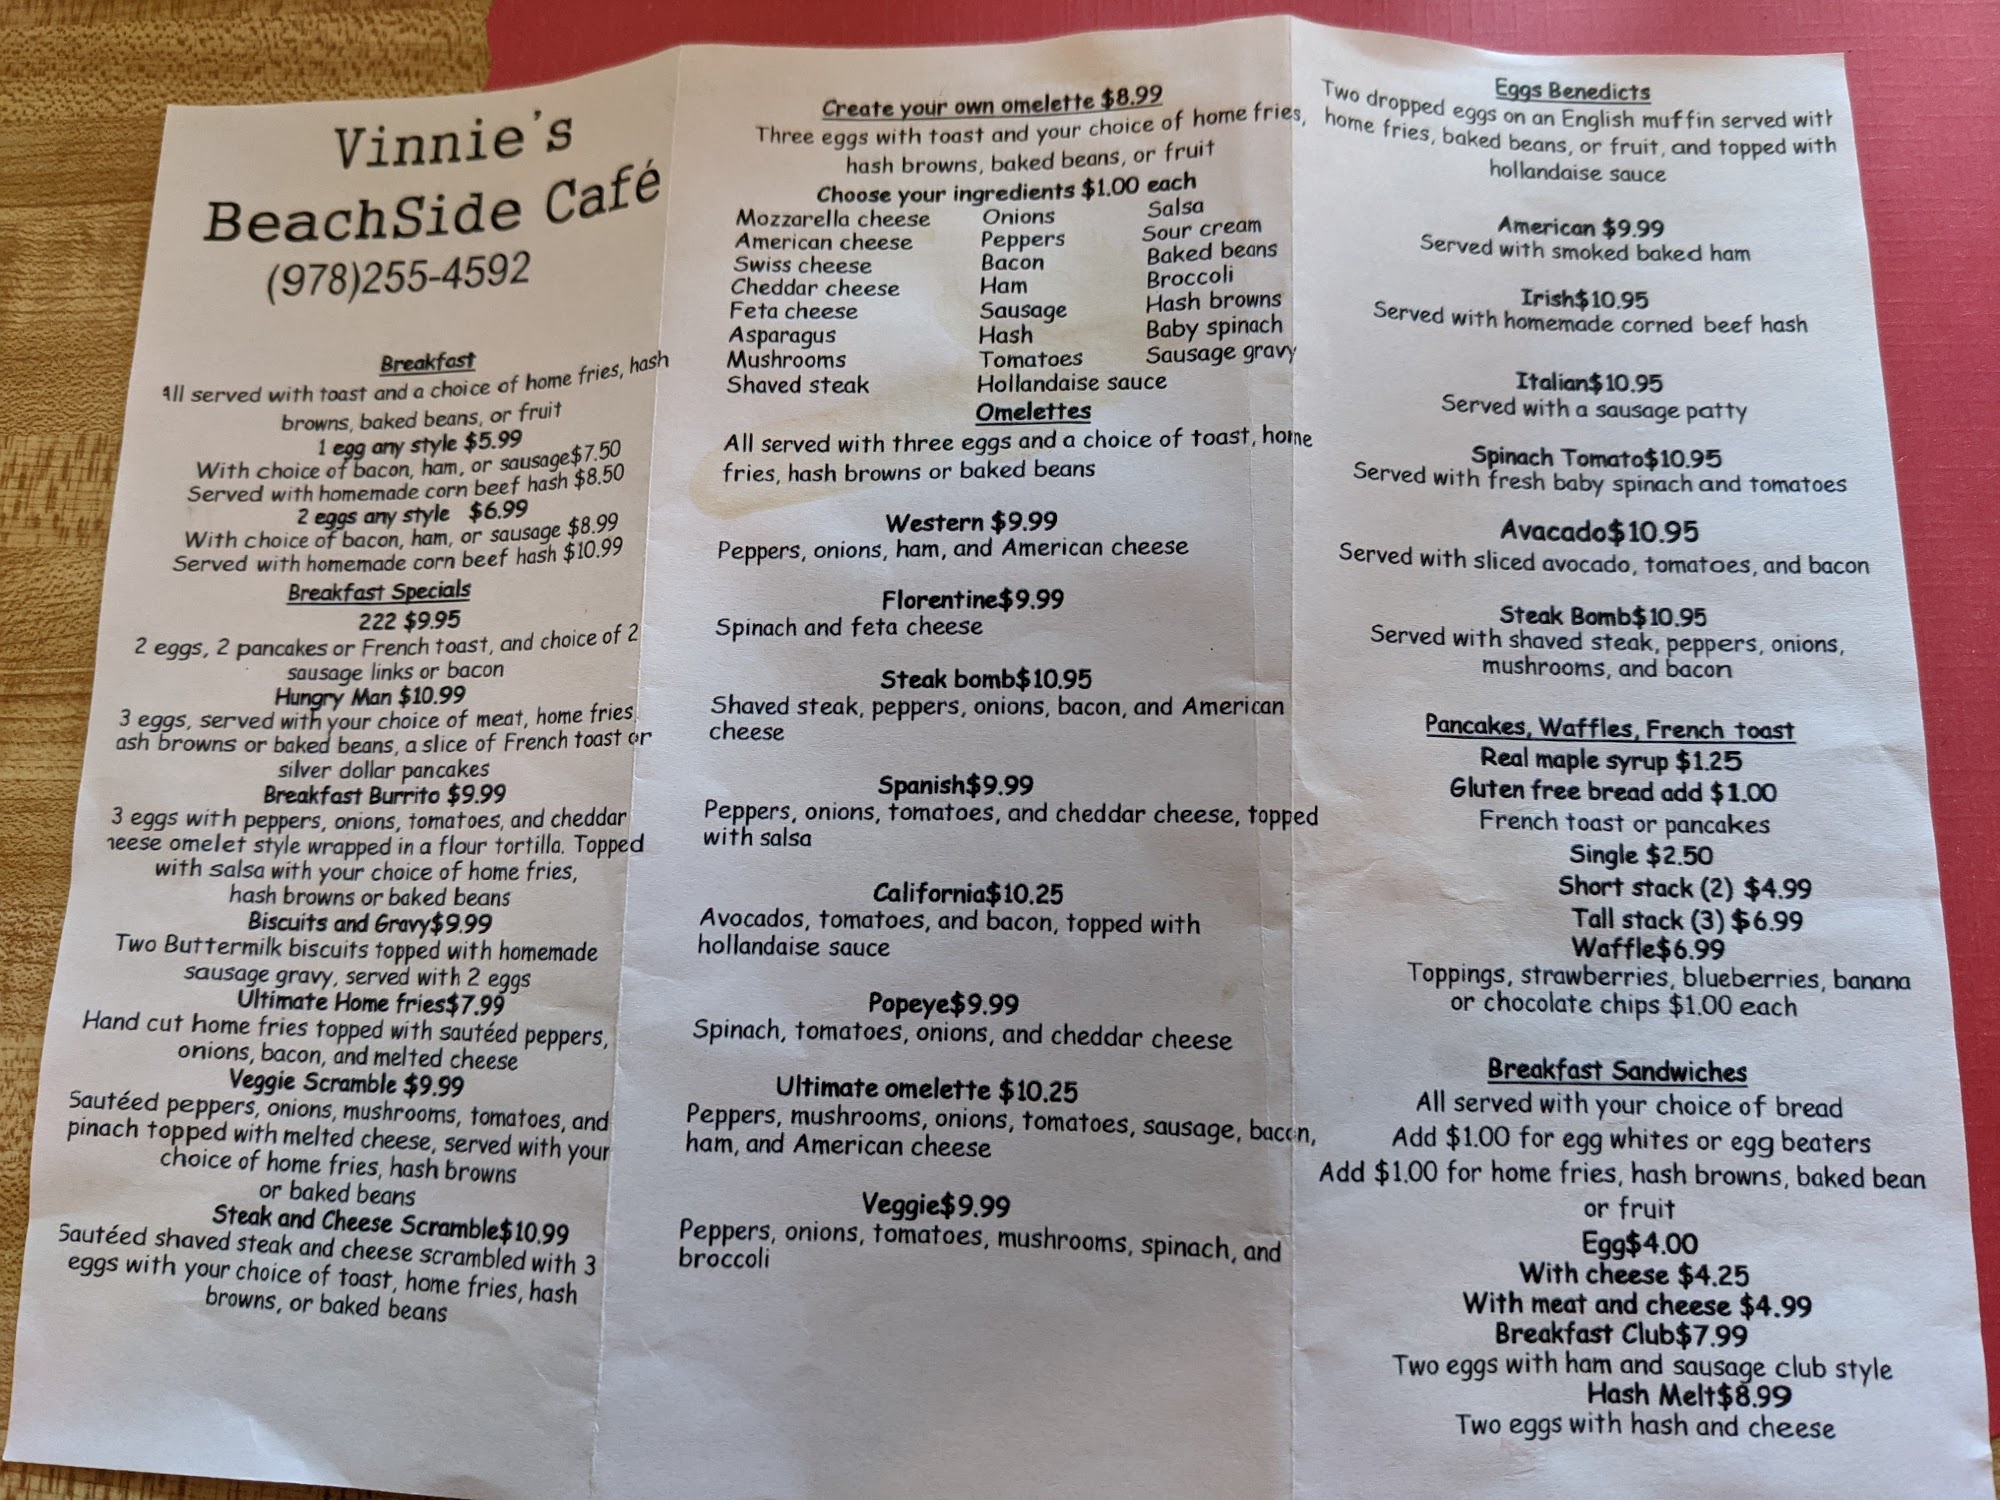 Vinnie's
BeachSide Café
(978)255-4592
Breakfast
All served with toast and a choice of home fries, hash
browns, baked beans, or fruit
1 egg any style $5.99
With choice of bacon, ham, or sausage$7.50
Served with homemade corn beef hash $8.50
2 eggs any style $6.99
With choice of bacon, ham, or sausage $8.99
Served with homemade corn beef hash $10.99
Breakfast Specials
222 $9.95
2 eggs, 2 pancakes or French toast, and choice of 2
sausage links or bacon
Hungry Man $10.99
3 eggs, served with your choice of meat, home fries
ash browns or baked beans, a slice of French toast or
silver dollar pancakes
Breakfast Burrito $9.99
3 eggs with peppers, onions, tomatoes, and cheddar
heese omelet style wrapped in a flour tortilla. Topped
with salsa with your choice of home fries,
hash browns or baked beans
Biscuits and Gravy$9.99
Two Buttermilk biscuits topped with homemade
sausage gravy, served with 2 eggs
Ultimate Home fries$7.99
Hand cut home fries topped with sautéed peppers,
onions, bacon, and melted cheese
Veggie Scramble $9.99
Sautéed peppers, onions, mushrooms, tomatoes, and
pinach topped with melted cheese, served with your
choice of home fries, hash browns
or baked beans
Steak and Cheese Scramble$10.99
Sautéed shaved steak and cheese scrambled with 3
eggs with your choice of toast, home fries, hash
browns, or baked beans
Create your own omelette $8.99
Three eggs with toast and your choice of home fries,
hash browns, baked beans, or fruit
Choose your ingredients $1.00 each
Mozzarella cheese Onions Salsa
American cheese Peppers Sour cream
Swiss cheese Bacon Baked beans
Cheddar cheese Ham Broccoli
Feta cheese Sausage Hash browns
Asparagus Hash Baby spinach
Mushrooms Tomatoes Sausage gravy
Shaved steak Hollandaise sauce
Omelettes
All served with three eggs and a choice of toast, home
fries, hash browns or baked beans
Western $9.99
Peppers, onions, ham, and American cheese
Florentine$9.99
Spinach and feta cheese
Steak bomb$10.95
Shaved steak, peppers, onions, bacon, and American
cheese
Spanish$9.99
Peppers, onions, tomatoes, and cheddar cheese, topped
with salsa
California$10.25
Avocados, tomatoes, and bacon, topped with
hollandaise sauce
Popeye$9.99
Spinach, tomatoes, onions, and cheddar cheese
Ultimate omelette $10.25
Peppers, mushrooms, onions, tomatoes, sausage, bacon,
ham, and American cheese
Veggie$9.99
Peppers, onions, tomatoes, mushrooms, spinach, and
broccoli
Eggs Benedicts
Two dropped eggs on an English muffin served with
home fries, baked beans, or fruit, and topped with
hollandaise sauce
American $9.99
Served with smoked baked ham
Irish$10.95
Served with homemade corned beef hash
Italian$10.95
Served with a sausage patty
Spinach Tomato$10.95
Served with fresh baby spinach and tomatoes
Avacado$10.95
Served with sliced avocado, tomatoes, and bacon
Steak Bomb$10.95
Served with shaved steak, peppers, onions,
mushrooms, and bacon
Pancakes, Waffles, French toast
Real maple syrup $1.25
Gluten free bread add $1.00
French toast or pancakes
Single $2.50
Short stack (2) $4.99
Tall stack (3) $6.99
Waffle$6.99
Toppings, strawberries, blueberries, banana
or chocolate chips $1.00 each
Breakfast Sandwiches
All served with your choice of bread
Add $1.00 for egg whites or egg beaters
Add $1.00 for home fries, hash browns, baked bean
or fruit
Egg$4.00
With cheese $4.25
With meat and cheese $4.99
Breakfast Club$7.99
Two eggs with ham and sausage club style
Hash Melt$8.99
Two eggs with hash and cheese